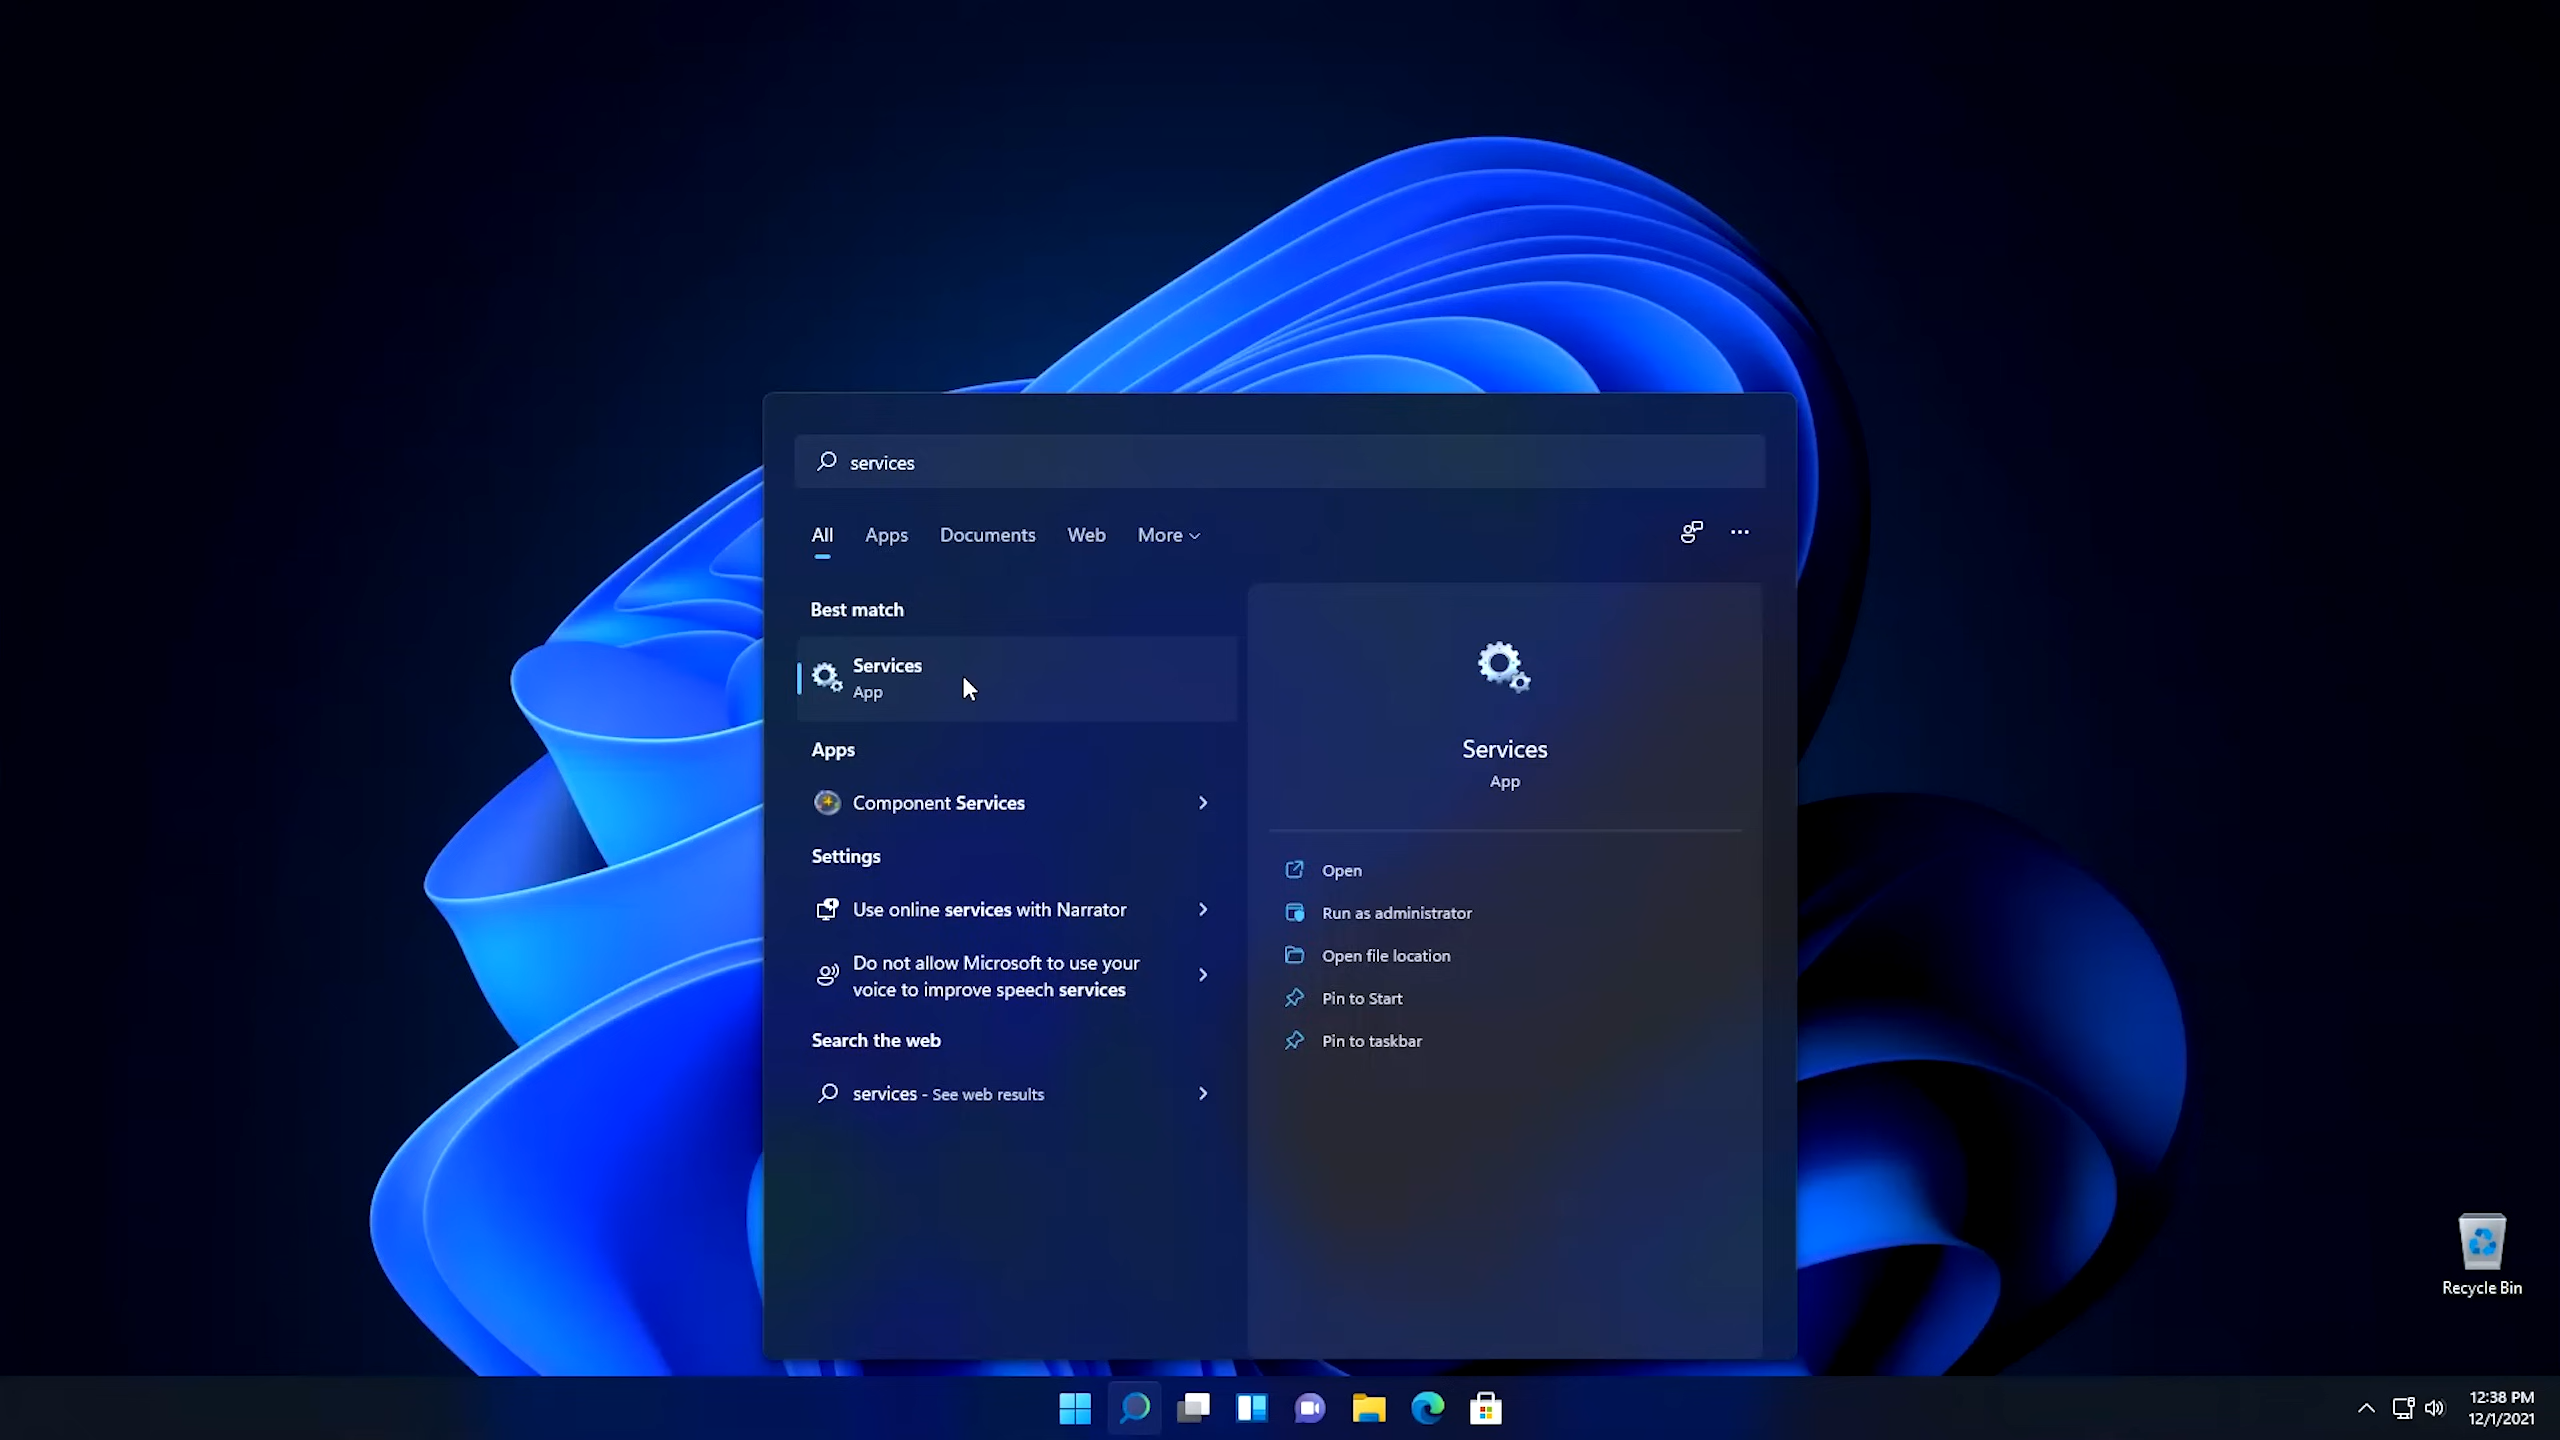 services
All Apps Documents Web More
Best match
Services
App
Apps
Component Services
Settings
Use online services with Narrator
Do not allow Microsoft to use your
voice to improve speech services
Search the web
services - See web results
Services
App
Open
Run as administrator
Open file location
Pin to Start
Pin to taskbar
Recycle Bin
12:38 PM
12/1/2021